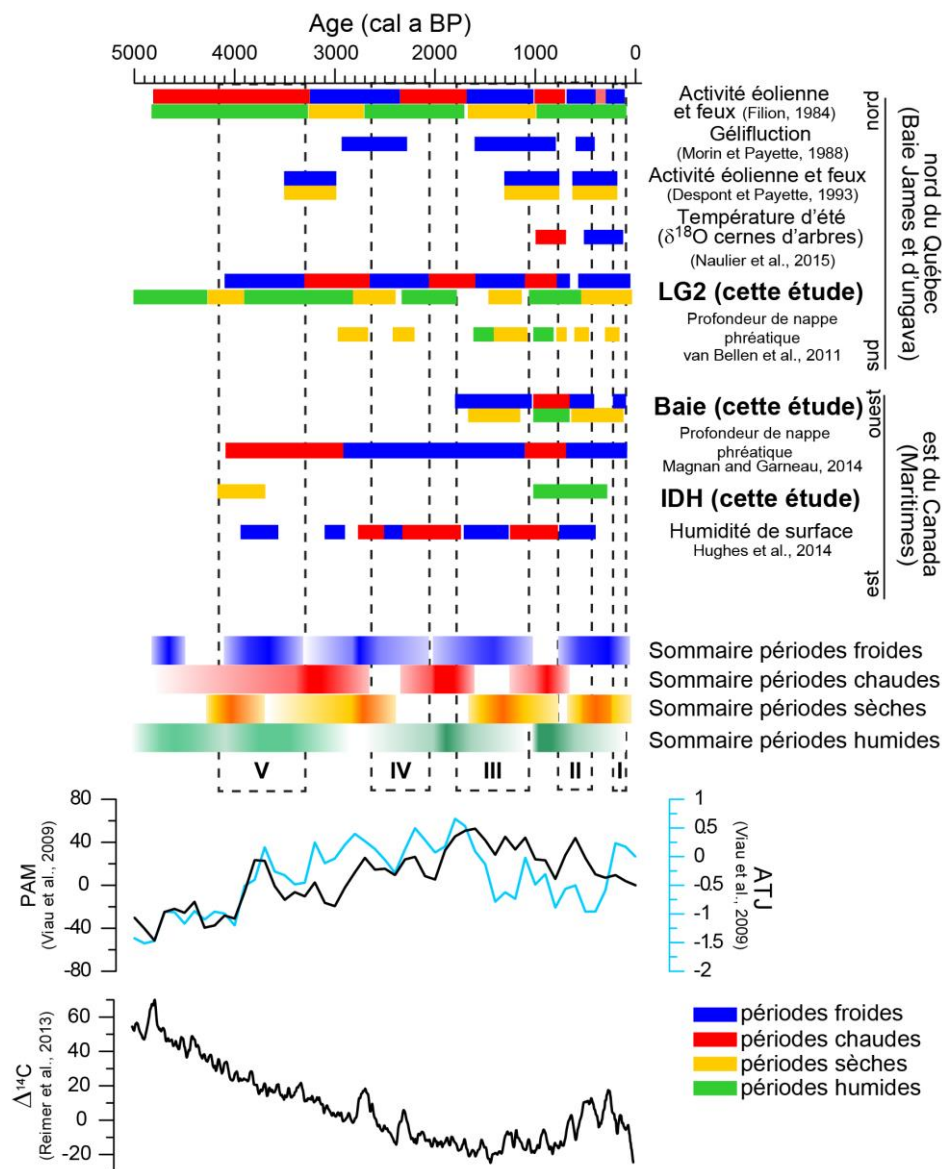 Age (cal a BP)
5000 4000 3000 2000 1000 0
Activité éolienne
et feux (Filion, 1984)
Gélifluction
(Morin et Payette, 1988)
Activité éolienne et feux
(Despont et Payette, 1993)
Température d'été
(δ18O cernes d'arbres)
(Naulier et al., 2015)
LG2 (cette étude)
Profondeur de nappe
phréatique
van Bellen et al., 2011
nord
sud
nord du Québec
(Baie James et d'ungava)
Baie (cette étude)
Profondeur de nappe
phréatique
Magnan and Garneau, 2014
IDH (cette étude)
Humidité de surface
Hughes et al., 2014
ouest
est
est du Canada
(Maritimes)
Sommaire périodes froides
Sommaire périodes chaudes
Sommaire périodes sèches
Sommaire périodes humides
V IV III II I
PAM
(Viau et al., 2009)
80
40
0
-40
-80
1
0.5
0
-0.5
-1
-1.5
-2
ATJ
(Viau et al., 2009)
Δ14C
(Reimer et al., 2013)
60
40
20
0
-20
périodes froides
périodes chaudes
périodes sèches
périodes humides